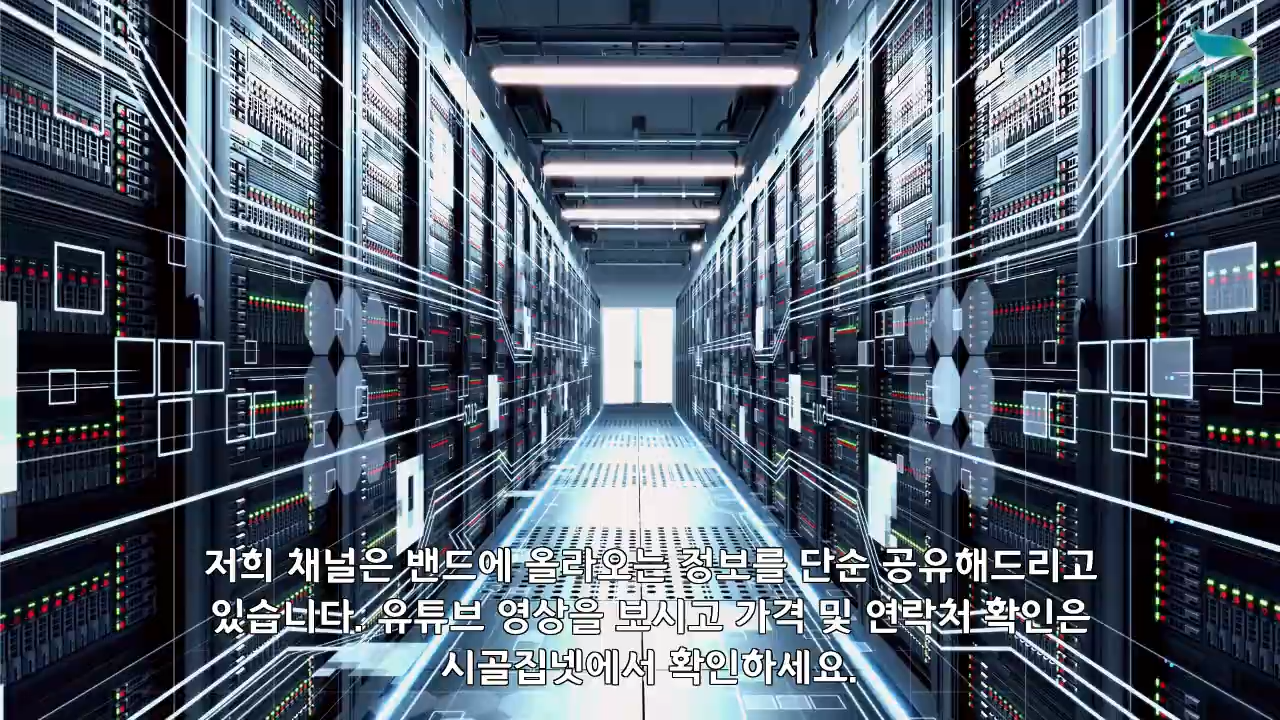 저희 채널은 밴드에 올라오는 정보를 단순 공유해드리고
있습니다. 유튜브 영상을 보시고 가격 및 연락처 확인은
시골집넷에서 확인하세요.